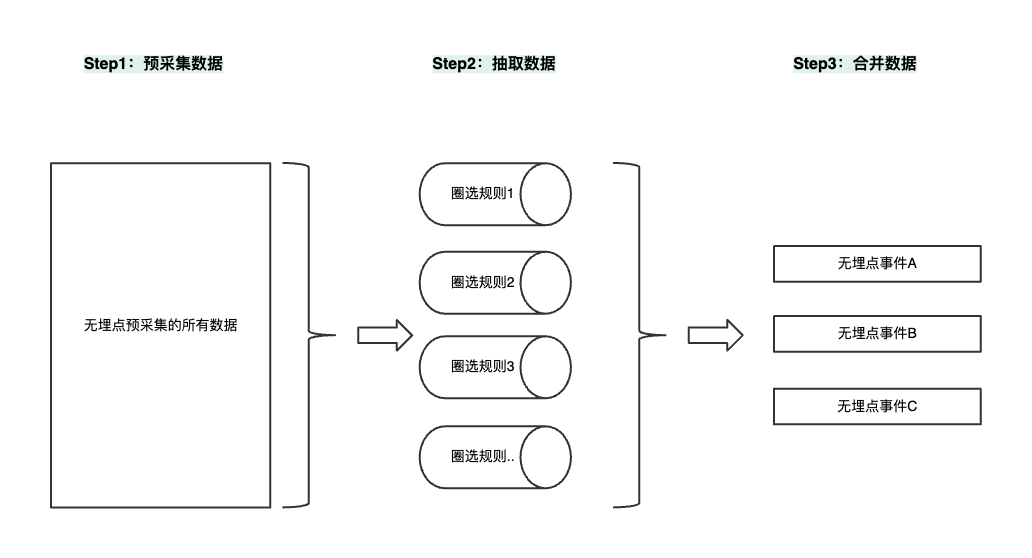 Step1：预采集数据
Step2：抽取数据
Step3：合并数据
无埋点预采集的所有数据
圈选规则1
圈选规则2
圈选规则3
圈选规则..
无埋点事件A
无埋点事件B
无埋点事件C